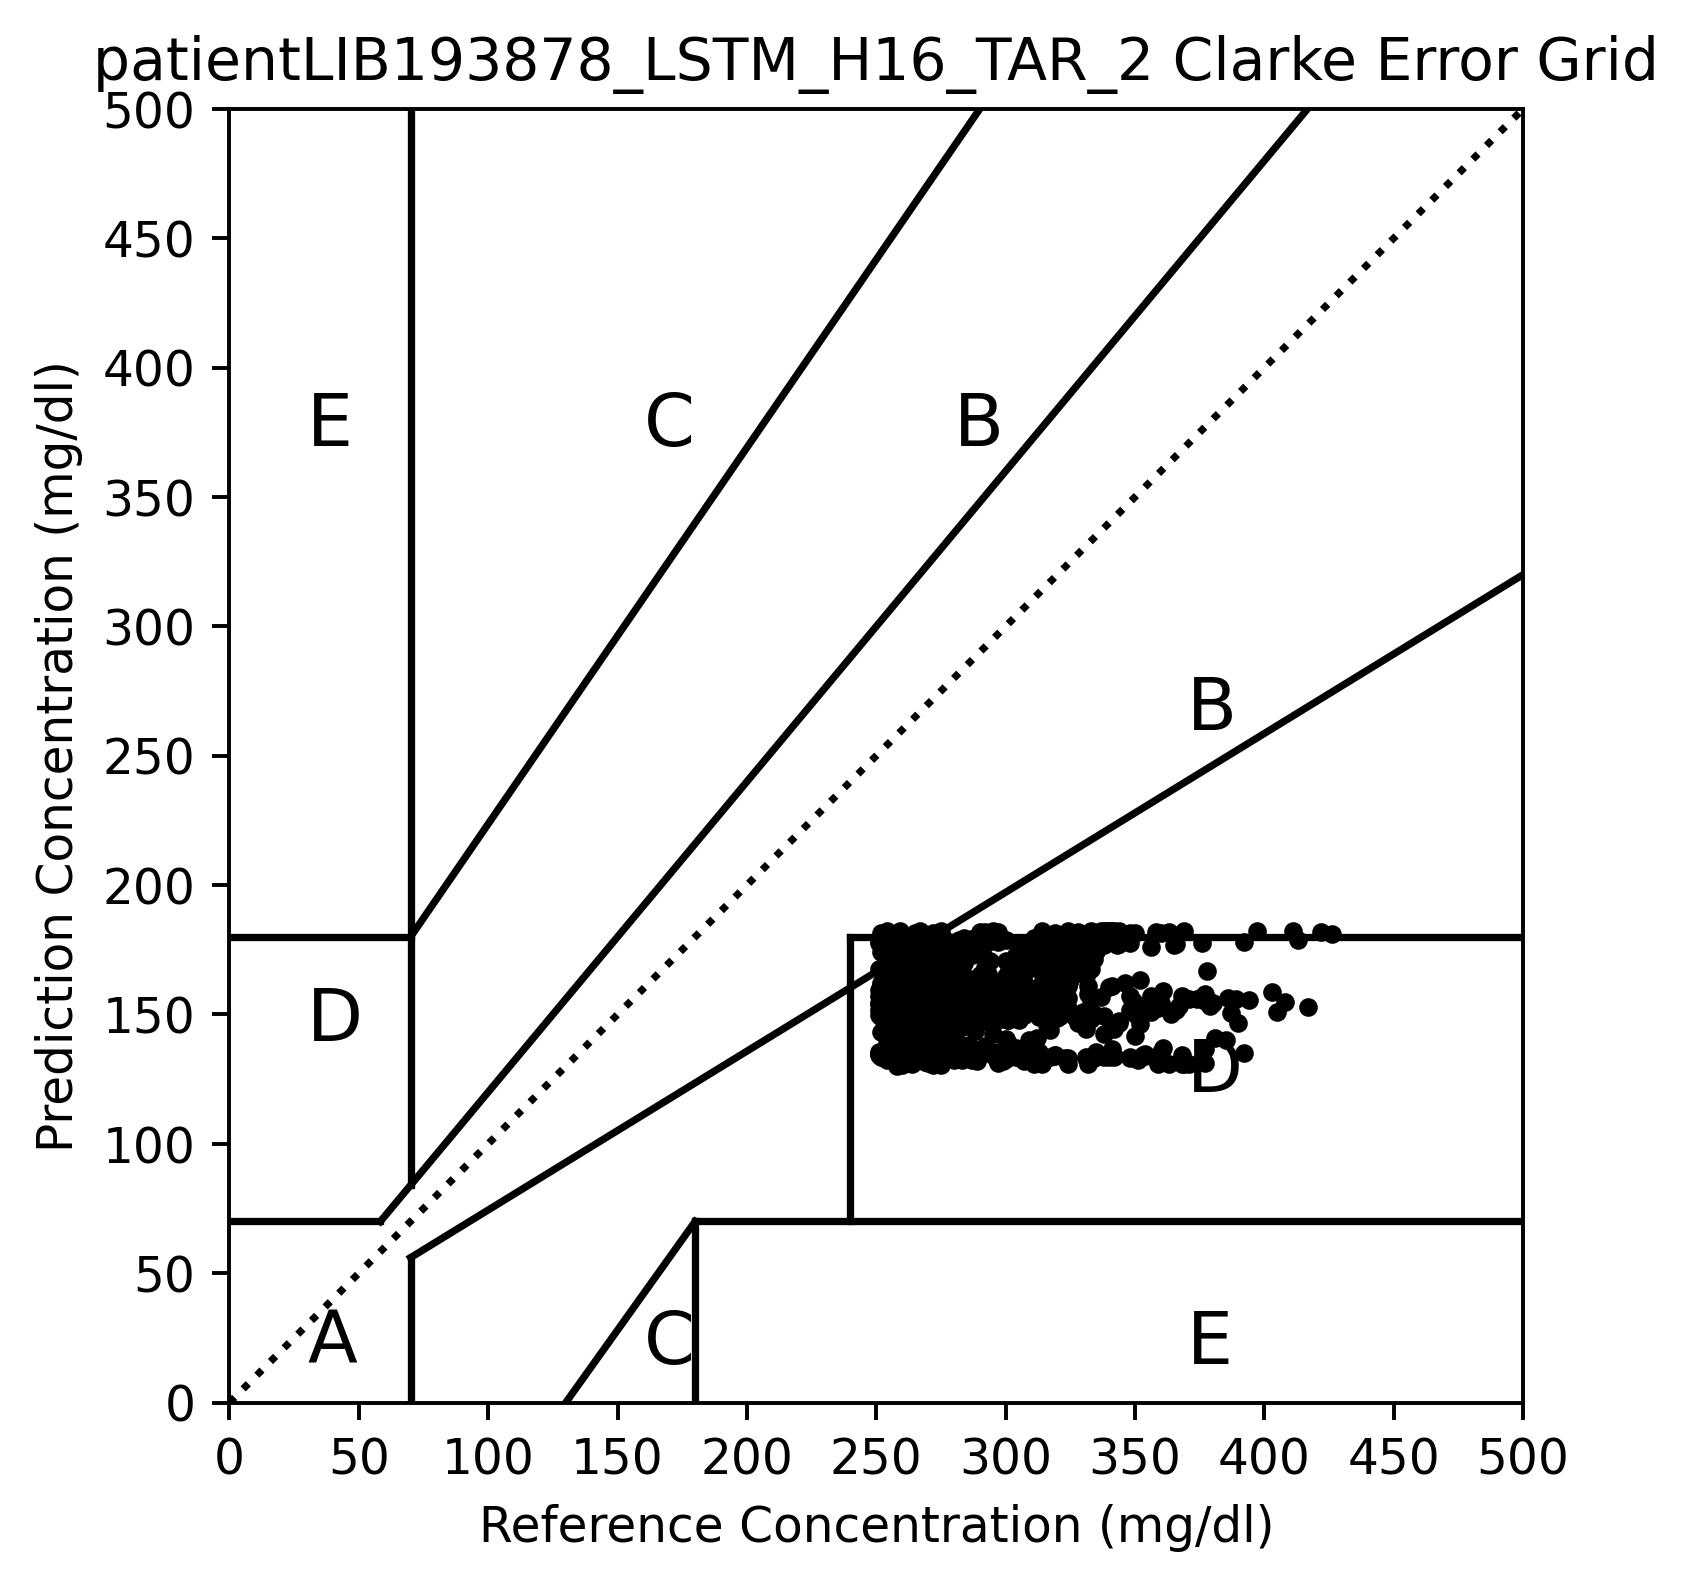 patientLIB193878_LSTM_H16_TAR_2 Clarke Error Grid
500
450
400
350
300
250
200
150
100
50
0
Prediction Concentration (mg/dl)
E
C
B
B
D
D
A
C
E
0 50 100 150 200 250 300 350 400 450 500
Reference Concentration (mg/dl)